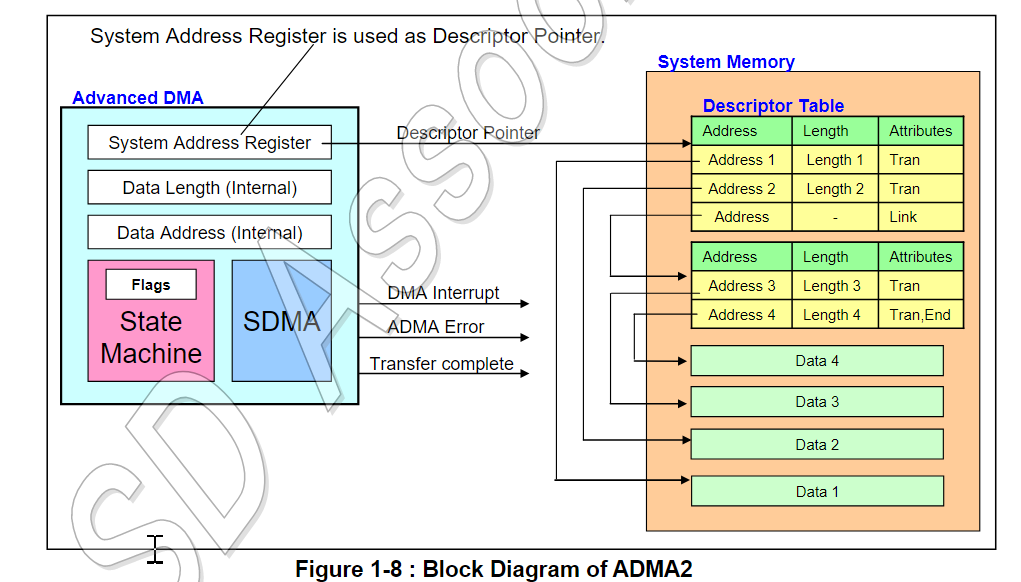 System Address Register is used as Descriptor Pointer.
System Memory
Advanced DMA
Descriptor Table
System Address Register
Descriptor Pointer
Address Length Attributes
Address 1 Length 1 Tran
Address 2 Length 2 Tran
Address - Link
Data Length (Internal)
Data Address (Internal)
Address Length Attributes
Address 3 Length 3 Tran
Address 4 Length 4 Tran,End
Flags
State
Machine
SDMA
DMA Interrupt
ADMA Error
Transfer complete
Data 4
Data 3
Data 2
Data 1
SD Assoc
Figure 1-8 : Block Diagram of ADMA2